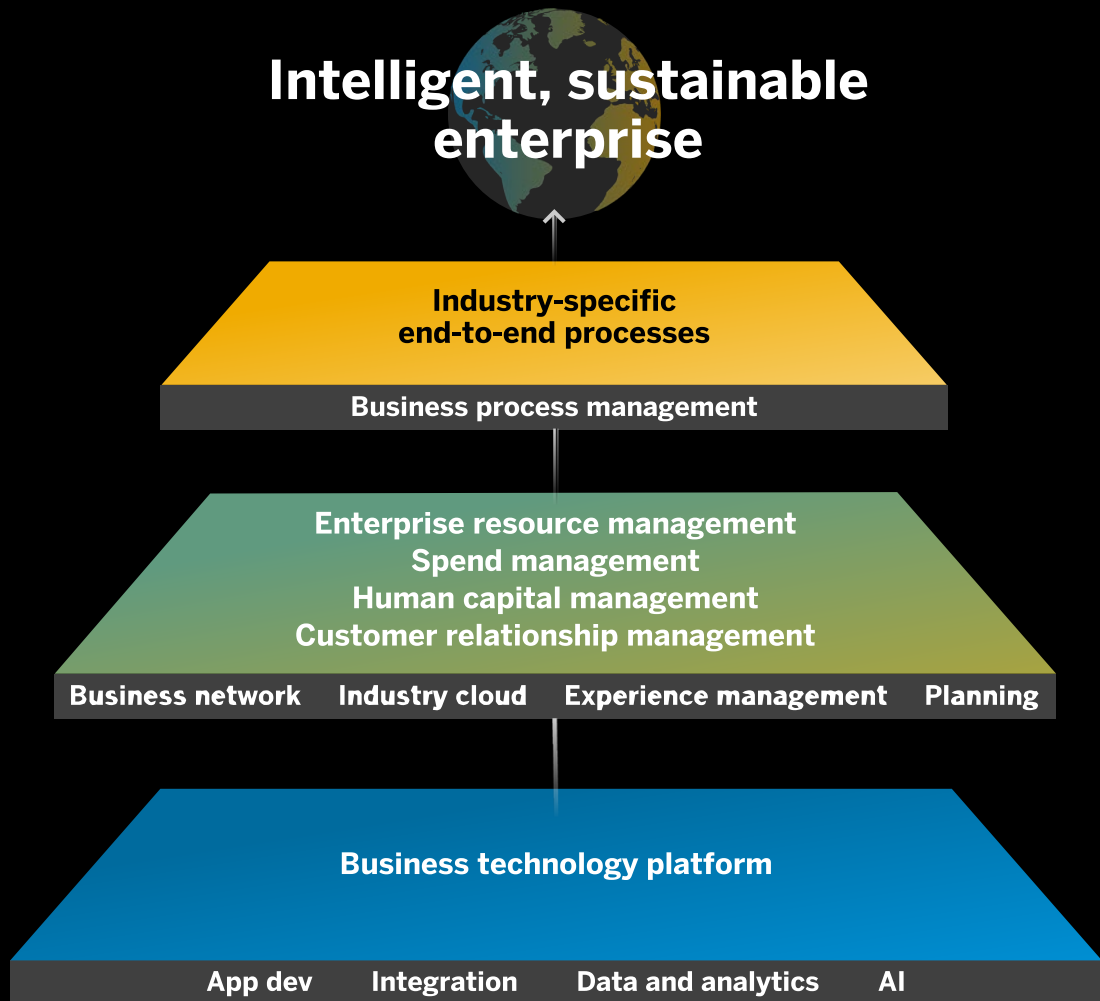 Intelligent, sustainable
enterprise
Industry-specific
end-to-end processes
Business process management
Enterprise resource management
Spend management
Human capital management
Customer relationship management
Business network Industry cloud Experience management Planning
Business technology platform
App dev Integration Data and analytics AI